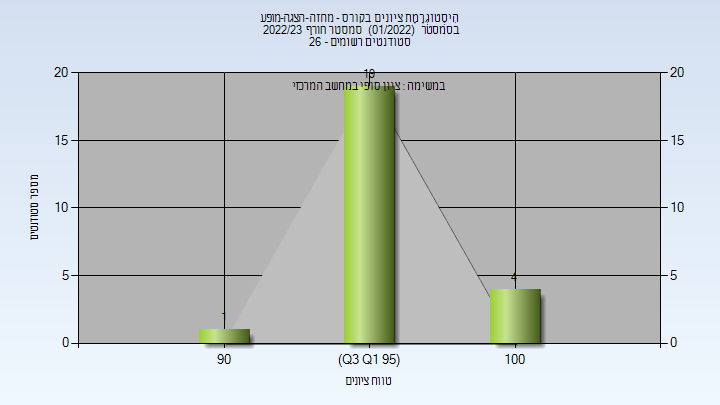 היסטוגרמת ציונים בקורס - מחזה-הצגה-מופע
בסמסטר (01/2022) סמסטר חורף 2022/23
סטודנטים רשומים - 26
במשימה : ציון סופי במחשב המרכזי
20
15
10
5
0
20
15
10
5
0
מספר סטודנטים
1
19
4
90
(Q3 Q1 95)
100
טווח ציונים